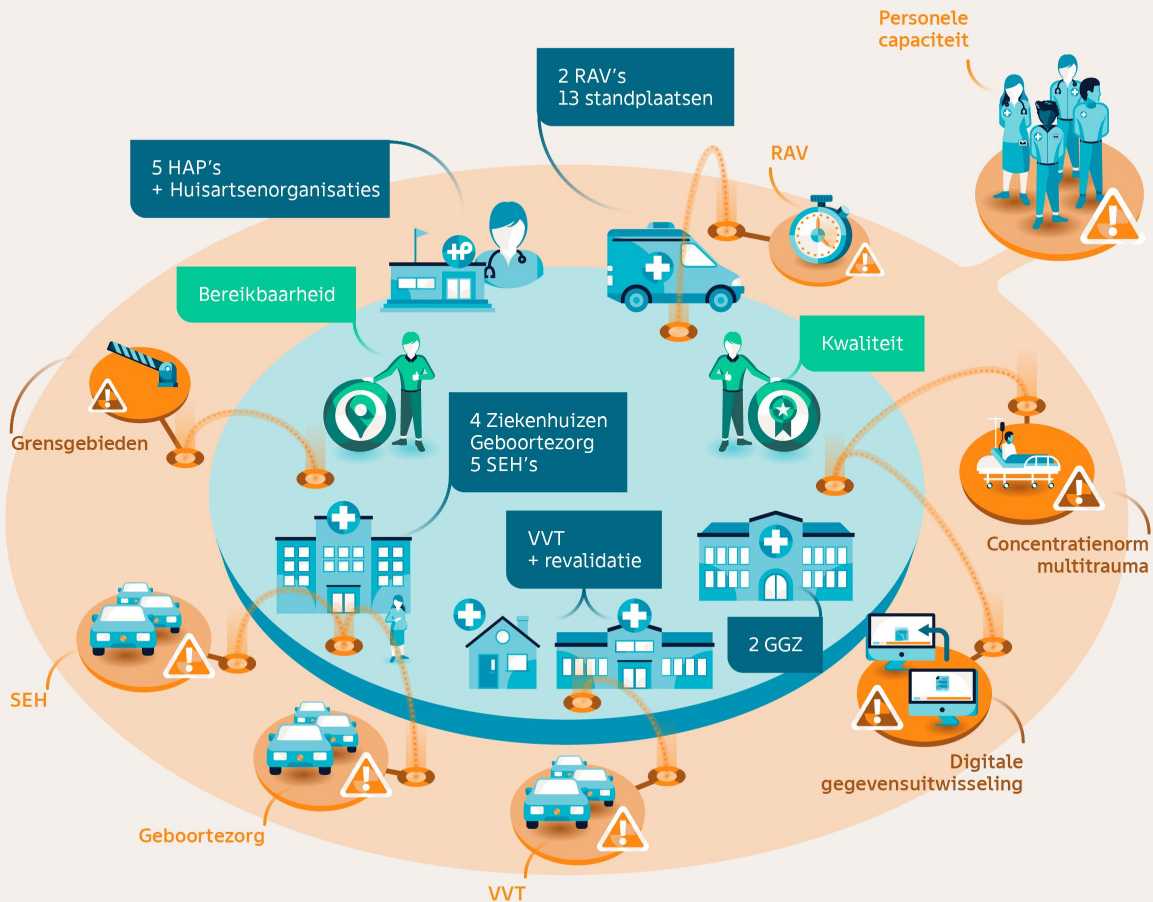 Personele
capaciteit
2 RAV's
13 standplaatsen
RAV
5 HAP's
+ Huisartsenorganisaties
Bereikbaarheid
Kwaliteit
Grensgebieden
4 Ziekenhuizen
Geboortezorg
5 SEH's
VVT
+ revalidatie
Concentratienorm
multitrauma
2 GGZ
SEH
Digitale
gegevensuitwisseling
Geboortezorg
VVT